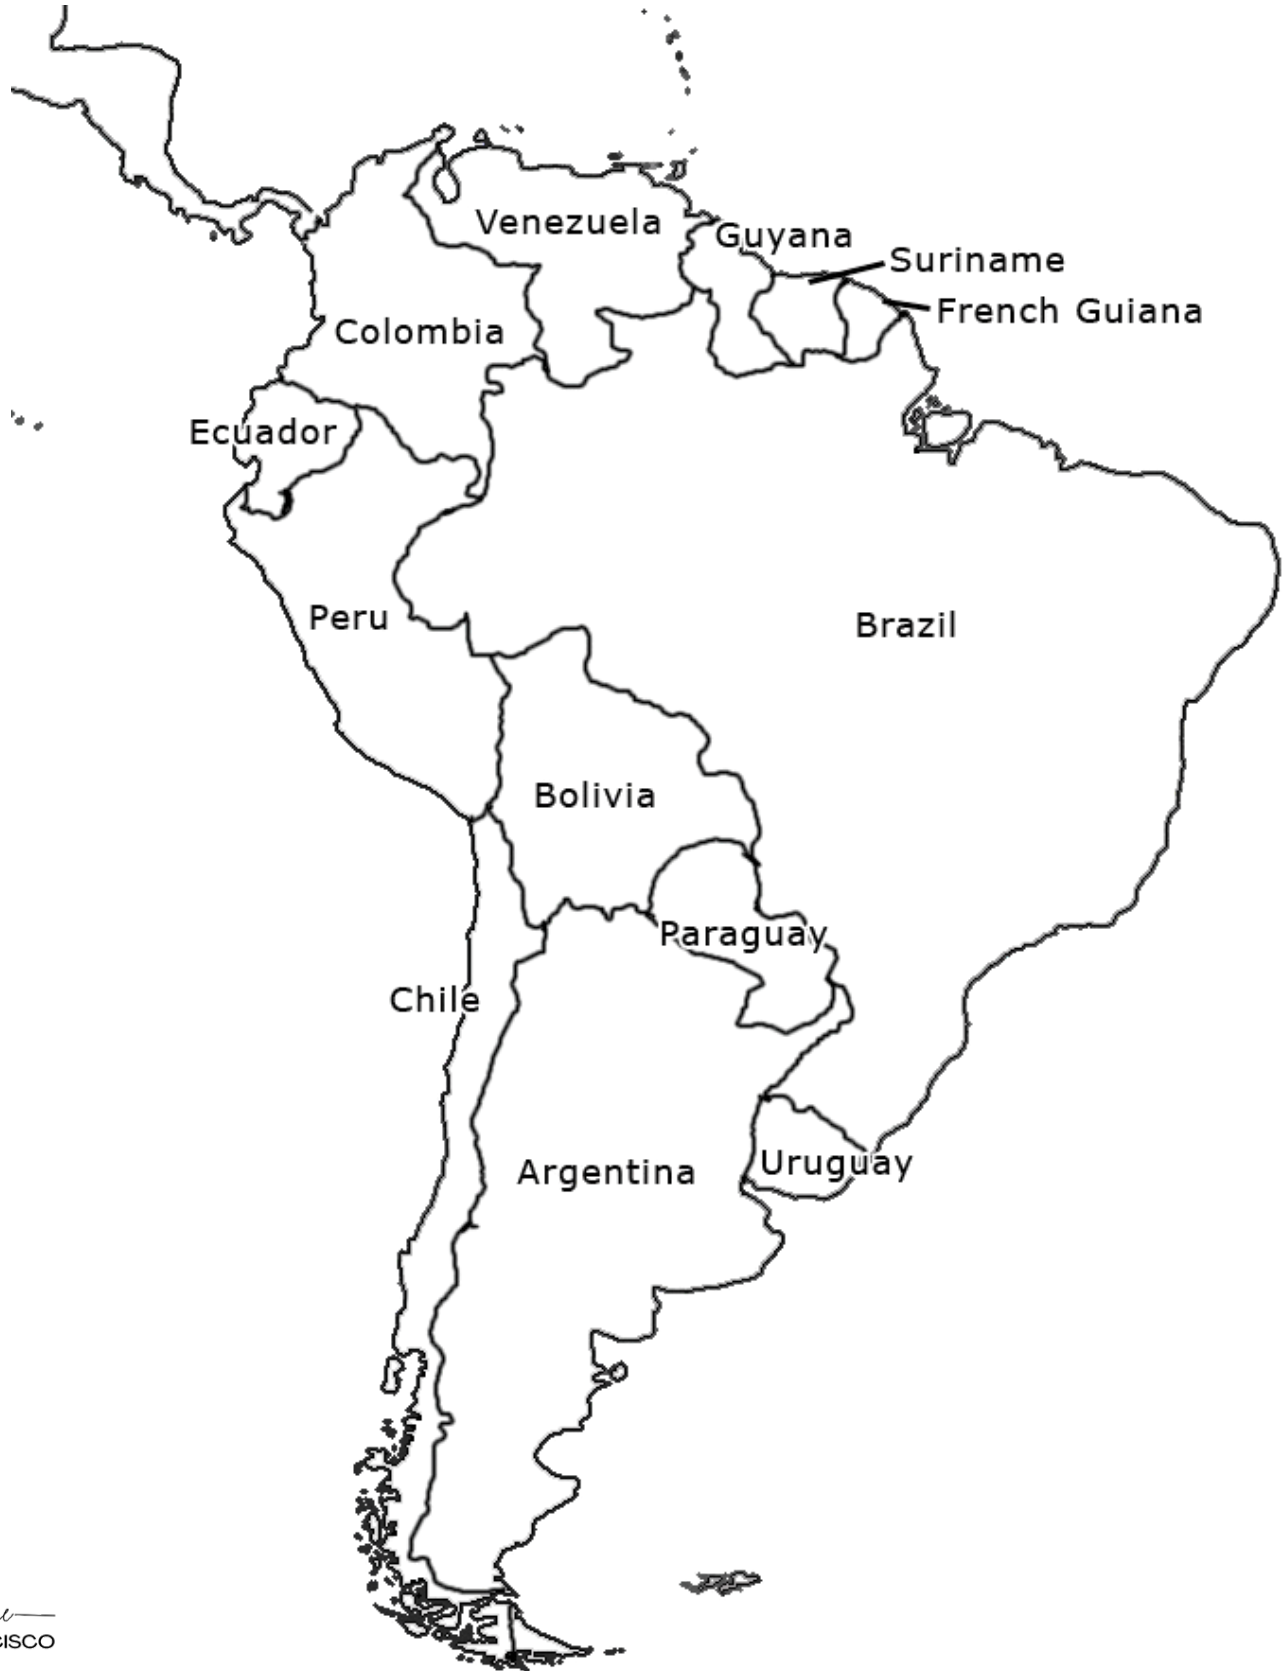 Venezuela
Guyana
Suriname
French Guiana
Colombia
Ecuador
Peru
Brazil
Bolivia
Paraguay
Chile
Argentina
Uruguay
CISCO